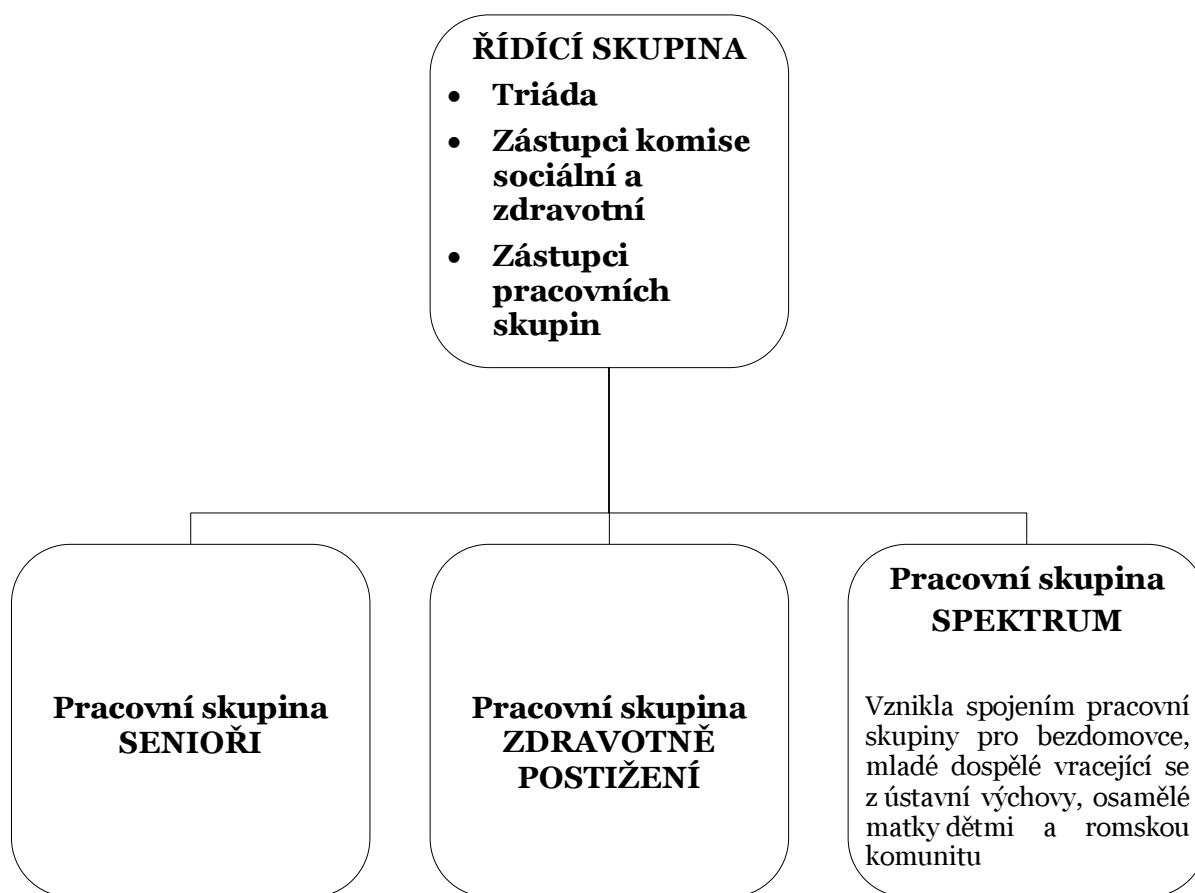 ŘÍDÍCÍ SKUPINA
• Triáda
• Zástupci komise
sociální a
zdravotní
• Zástupci
pracovních
skupin
Pracovní skupina
SENIOŘI
Pracovní skupina
ZDRAVOTNĚ
POSTIŽENÍ
Pracovní skupina
SPEKTRUM
Vznikla spojením pracovní
skupiny pro bezdomovce,
mladé dospělé vracející se
z ústavní výchovy, osamělé
matky dětmi a romskou
komunitu